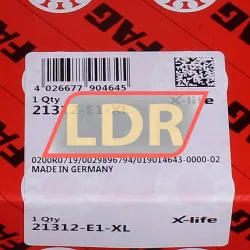 FAG
4 026677 904645
1 Qty
21312-E1-XL
X-life
LDR
0200R0719/0029896794/019014643-0000-02
MADE IN GERMANY
1 Qty
21312-E1-XL
X-life